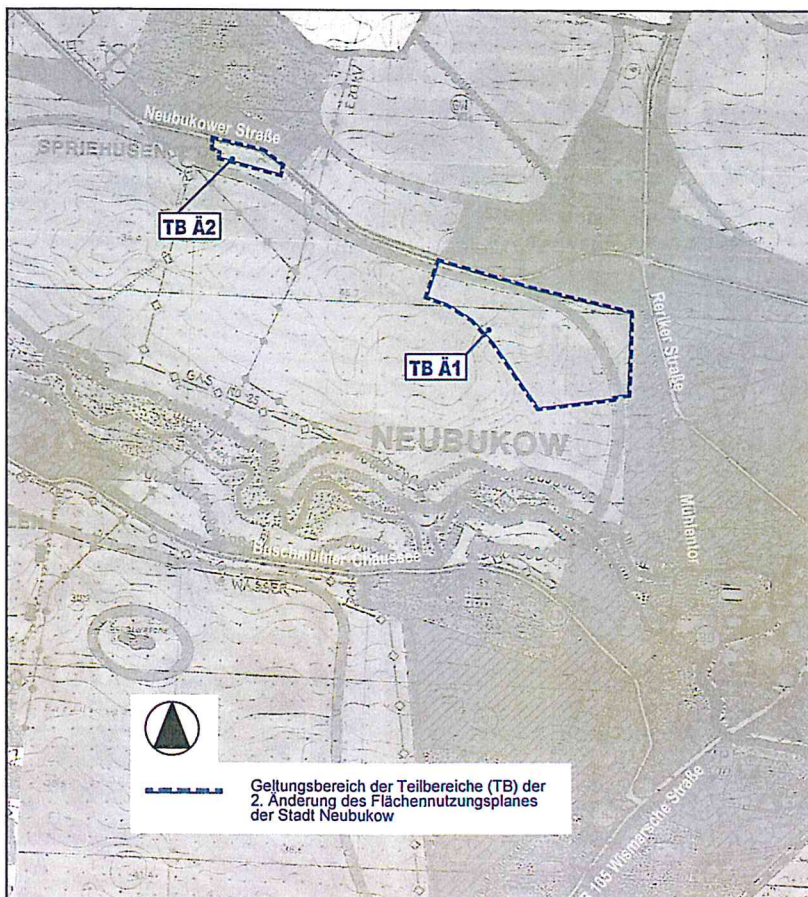 Neubukower Straße
SPRIEHUSEN
TB Ä2
TB Ä1
Reriker Straße
GAS
NEUBUKOW
Mühlentor
Buschmühler Chaussee
WASSER
B 105 Wismarsche Straße
Geltungsbereich der Teilbereiche (TB) der
2. Änderung des Flächennutzungsplanes
der Stadt Neubukow